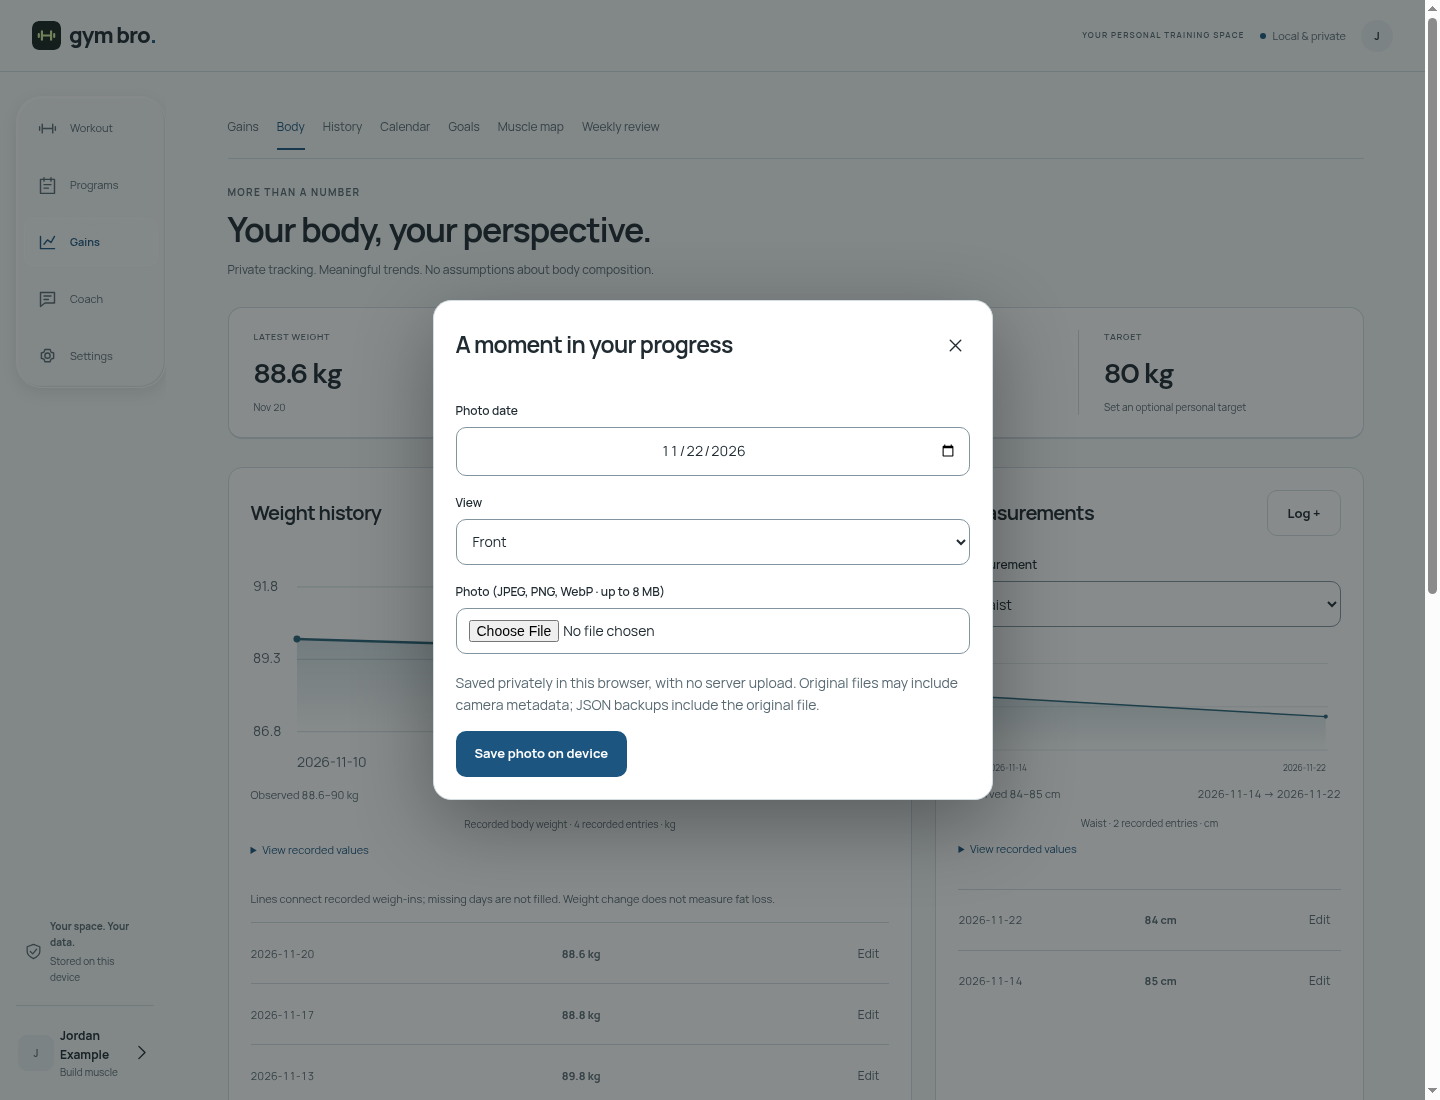 gym bro.
YOUR PERSONAL TRAINING SPACE
Local & private
J
Workout
Programs
Gains
Coach
Settings
Gains
Body
History
Calendar
Goals
Muscle map
Weekly review
MORE THAN A NUMBER
Your body, your perspective.
Private tracking. Meaningful trends. No assumptions about body composition.
LATEST WEIGHT
88.6 kg
Nov 20
TARGET
80 kg
Set an optional personal target
A moment in your progress
Photo date
11/22/2026
View
Front
Photo (JPEG, PNG, WebP · up to 8 MB)
Choose File No file chosen
Saved privately in this browser, with no server upload. Original files may include
camera metadata; JSON backups include the original file.
Save photo on device
Weight history
91.8
89.3
86.8
2026-11-10
Observed 88.6–90 kg
Recorded body weight · 4 recorded entries · kg
View recorded values
Lines connect recorded weigh-ins; missing days are not filled. Weight change does not measure fat loss.
2026-11-20 88.6 kg Edit
2026-11-17 88.8 kg Edit
2026-11-13 89.8 kg Edit
asurements
Log +
urement
aist
26-11-14
2026-11-22
ved 84–85 cm
2026-11-14 → 2026-11-22
Waist · 2 recorded entries · cm
View recorded values
2026-11-22 84 cm Edit
2026-11-14 85 cm Edit
Your space. Your
data.
Stored on this
device
J
Jordan
Example
Build muscle